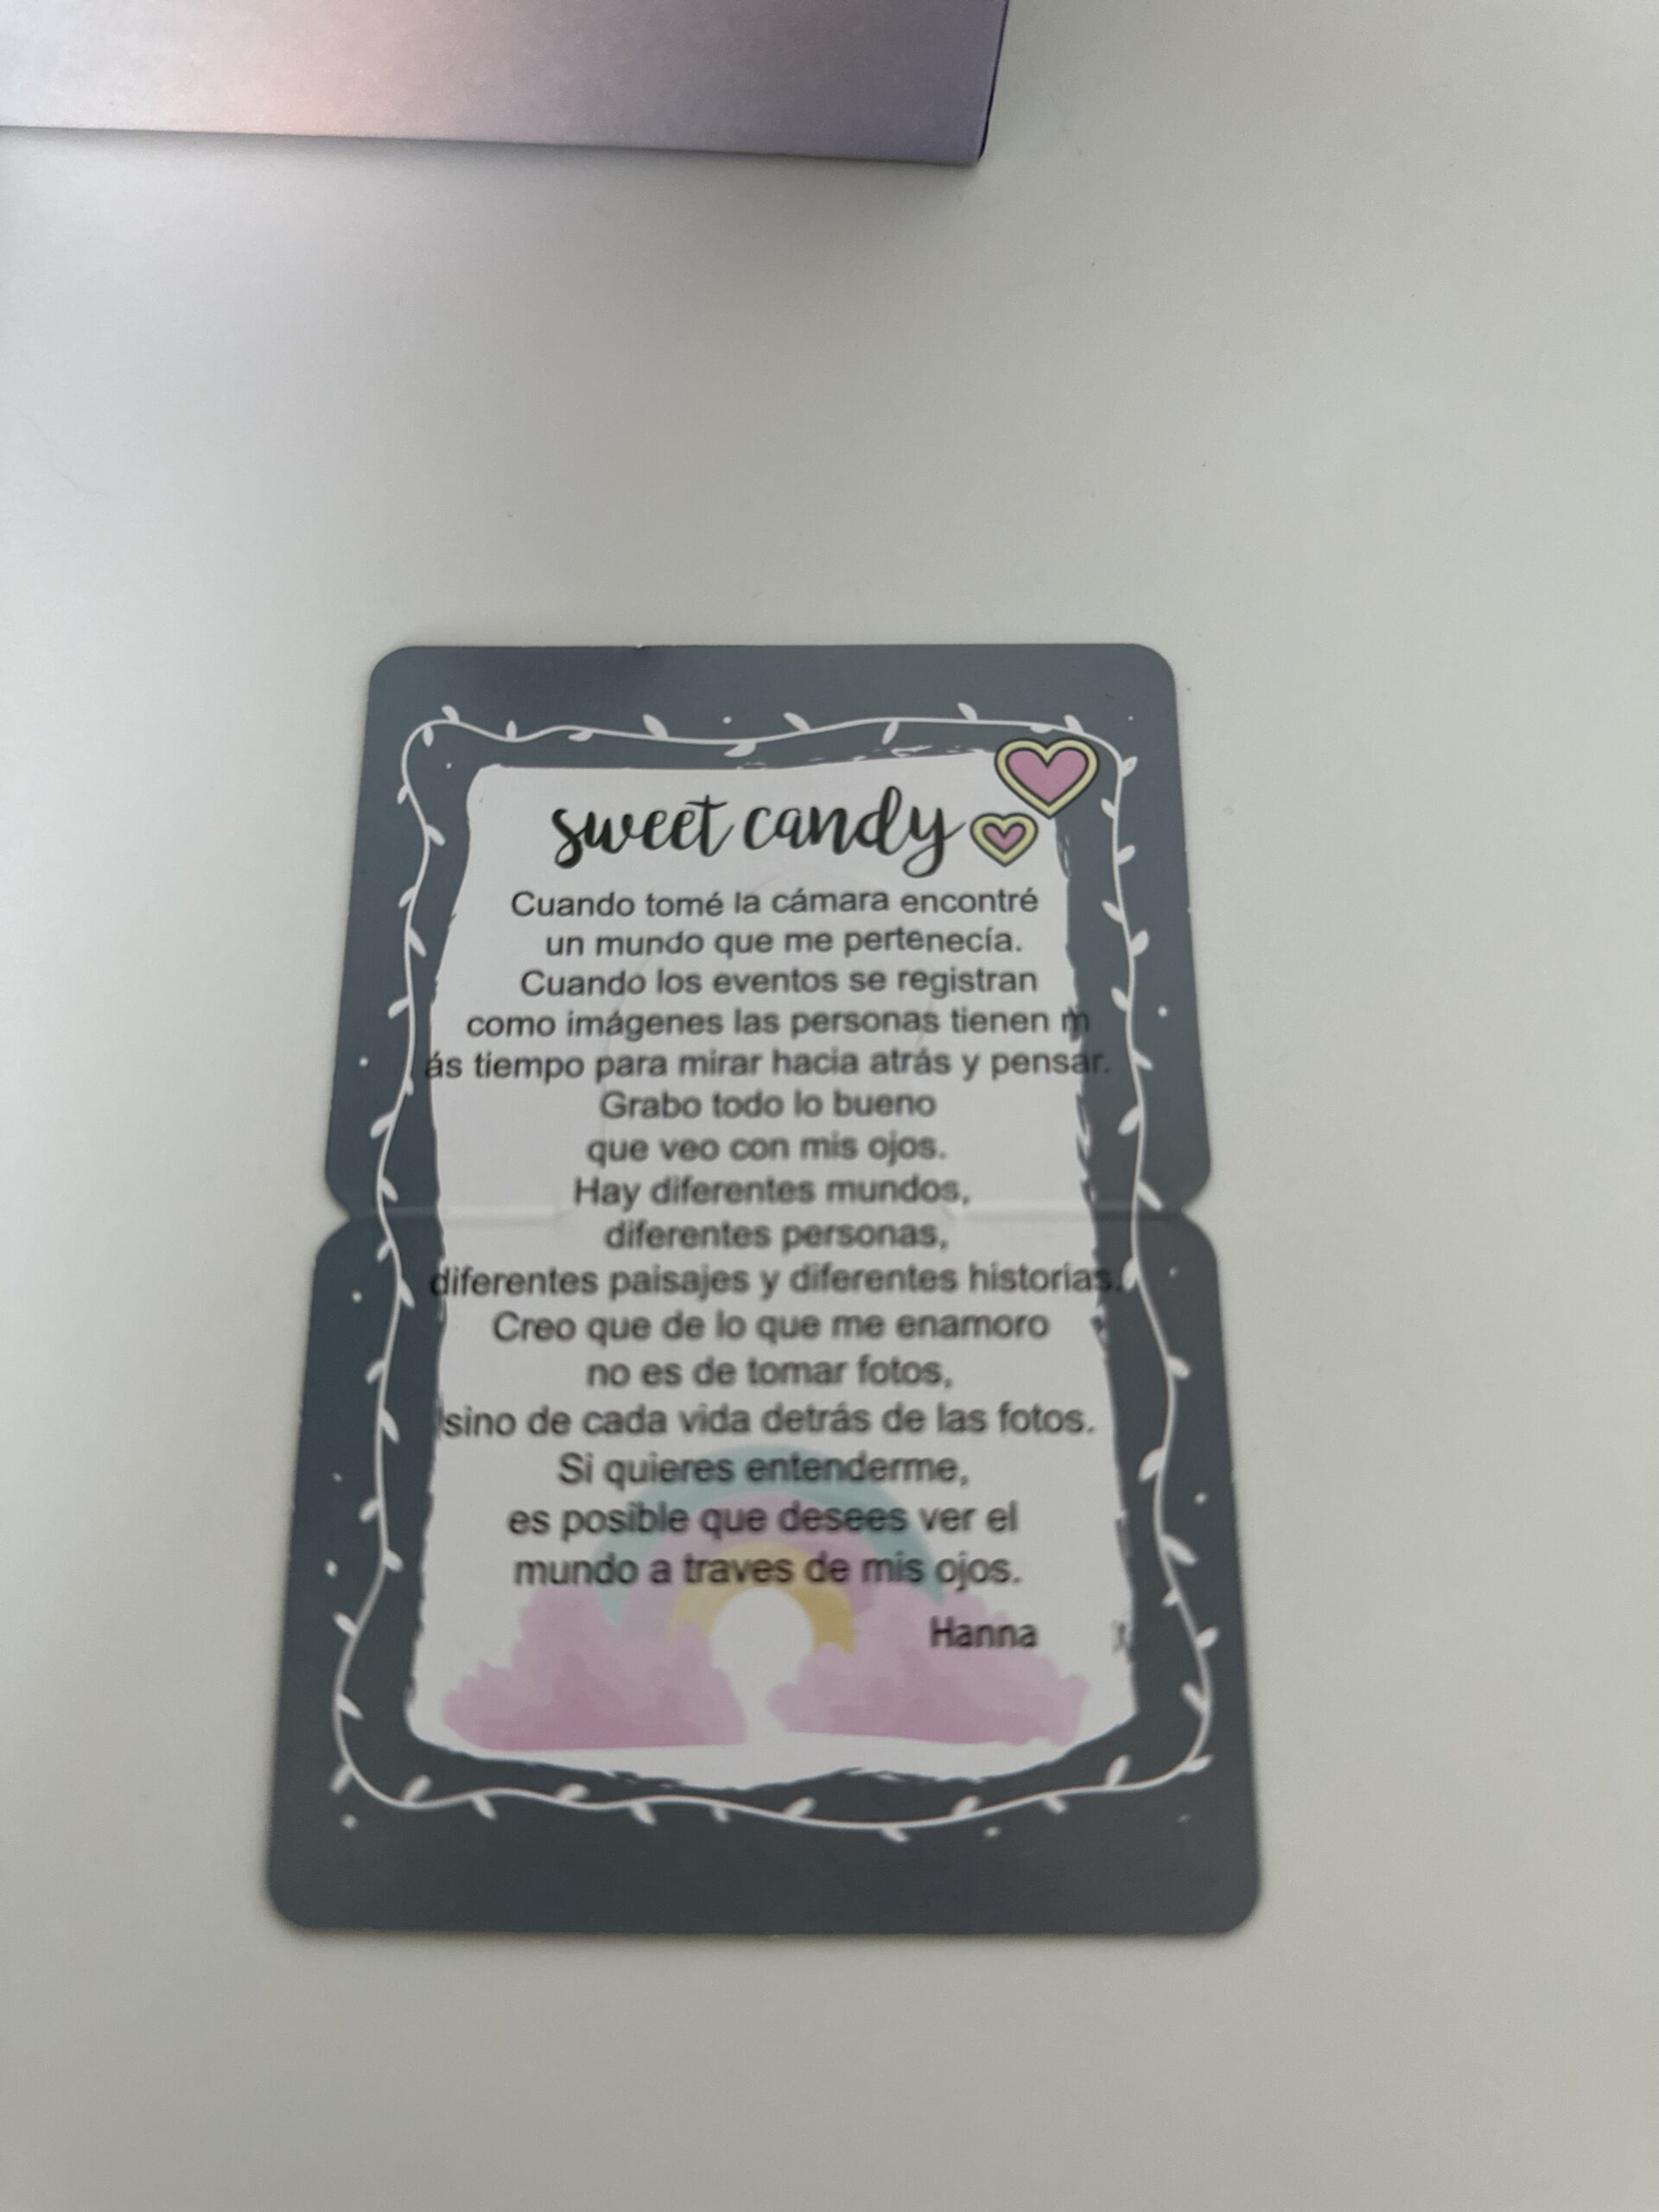 sweet candy
Cuando tomé la cámara encontré
un mundo que me pertenecía.
Cuando los eventos se registran
como imágenes las personas tienen m
ás tiempo para mirar hacia atrás y pensar.
Grabo todo lo bueno
que veo con mis ojos.
Hay diferentes mundos,
diferentes personas,
diferentes paisajes y diferentes historias.
Creo que de lo que me enamoro
no es de tomar fotos,
sino de cada vida detrás de las fotos.
Si quieres entenderme,
es posible que desees ver el
mundo a traves de mis ojos.
Hanna